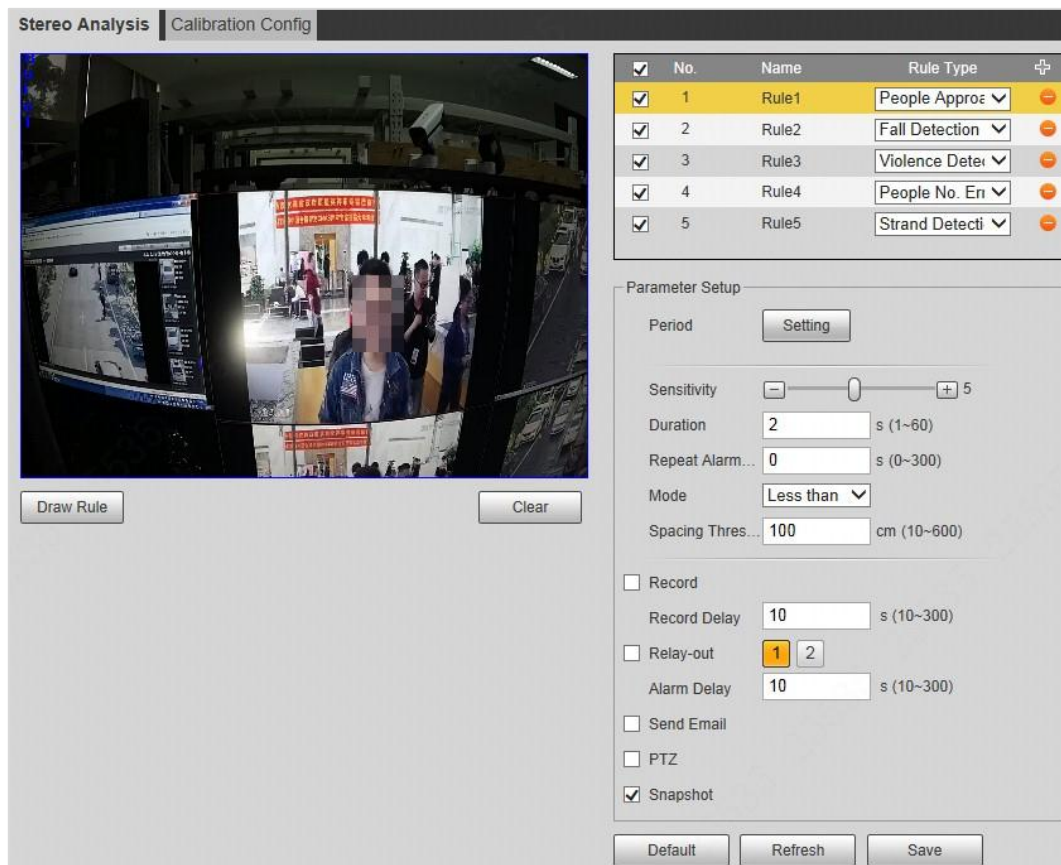 Stereo Analysis Calibration Config
No. Name Rule Type
1 Rule1 People Approa
2 Rule2 Fall Detection
3 Rule3 Violence Dete
4 Rule4 People No. Err
5 Rule5 Strand Detecti
Parameter Setup
Period Setting
Sensitivity 5
Duration 2 s (1~60)
Repeat Alarm... 0 s (0~300)
Mode Less than
Spacing Thres... 100 cm (10~600)
Draw Rule Clear
Record
Record Delay 10 s (10~300)
Relay-out 1 2
Alarm Delay 10 s (10~300)
Send Email
PTZ
Snapshot
Default Refresh Save